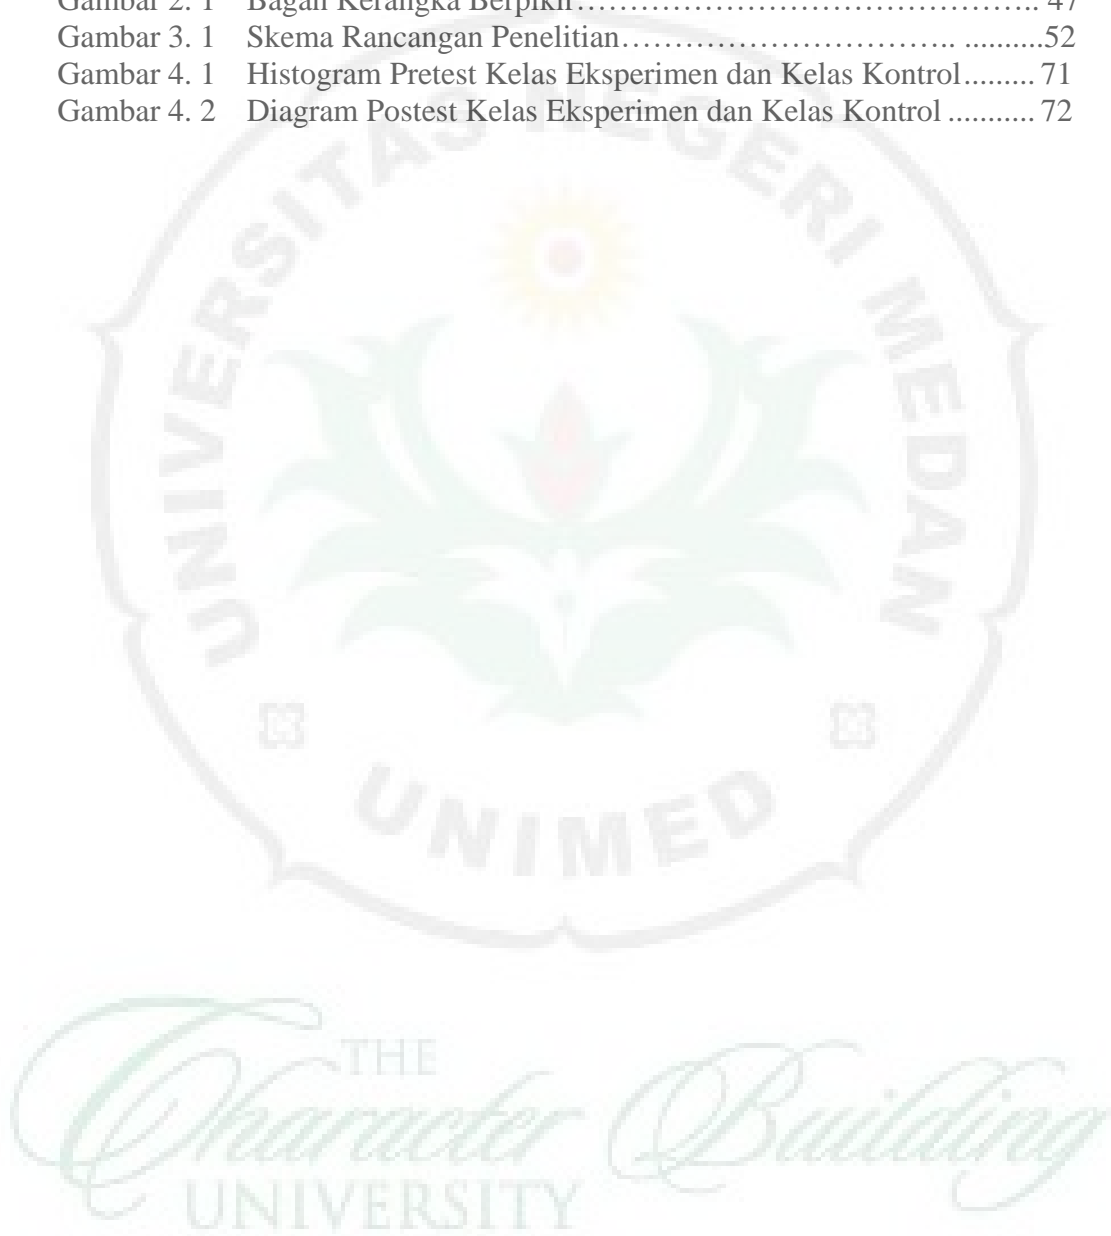 Gambar 2. 1 Bagan Kerangka Berpikir…………………………………….. 47
Gambar 3. 1 Skema Rancangan Penelitian………………………….. ..........52
Gambar 4. 1 Histogram Pretest Kelas Eksperimen dan Kelas Kontrol......... 71
Gambar 4. 2 Diagram Postest Kelas Eksperimen dan Kelas Kontrol ........... 72
UNIVERSITAS NEGERI MEDAN
UNIMED
THE
Character Building
UNIVERSITY